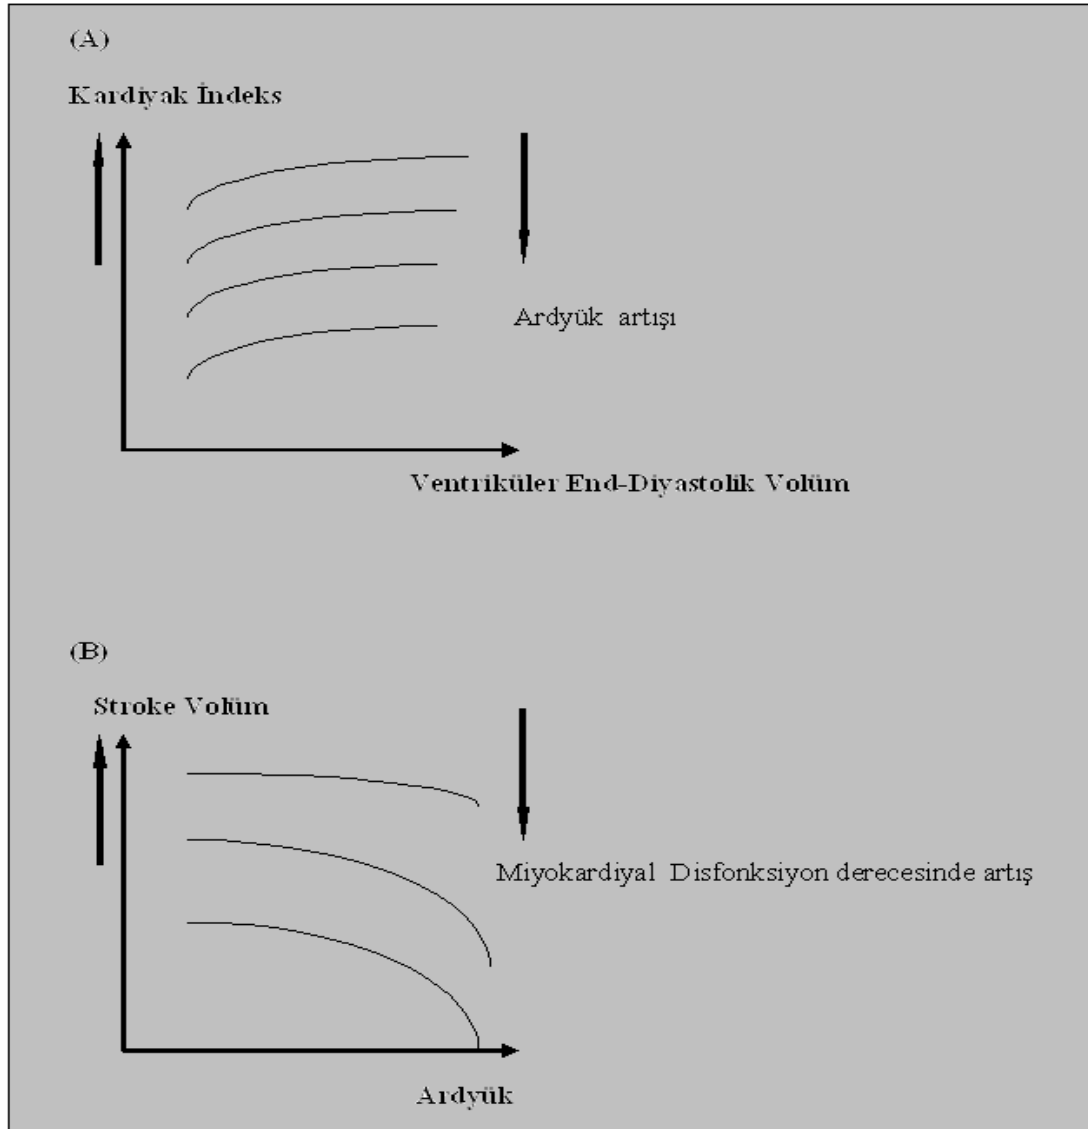 (A)
Kardiyak İndeks
Ardyük artışı
Ventriküler End-Diyastolik Volüm
(B)
Stroke Volüm
Miyokardiyal Disfonksiyon derecesinde artış
Ardyük